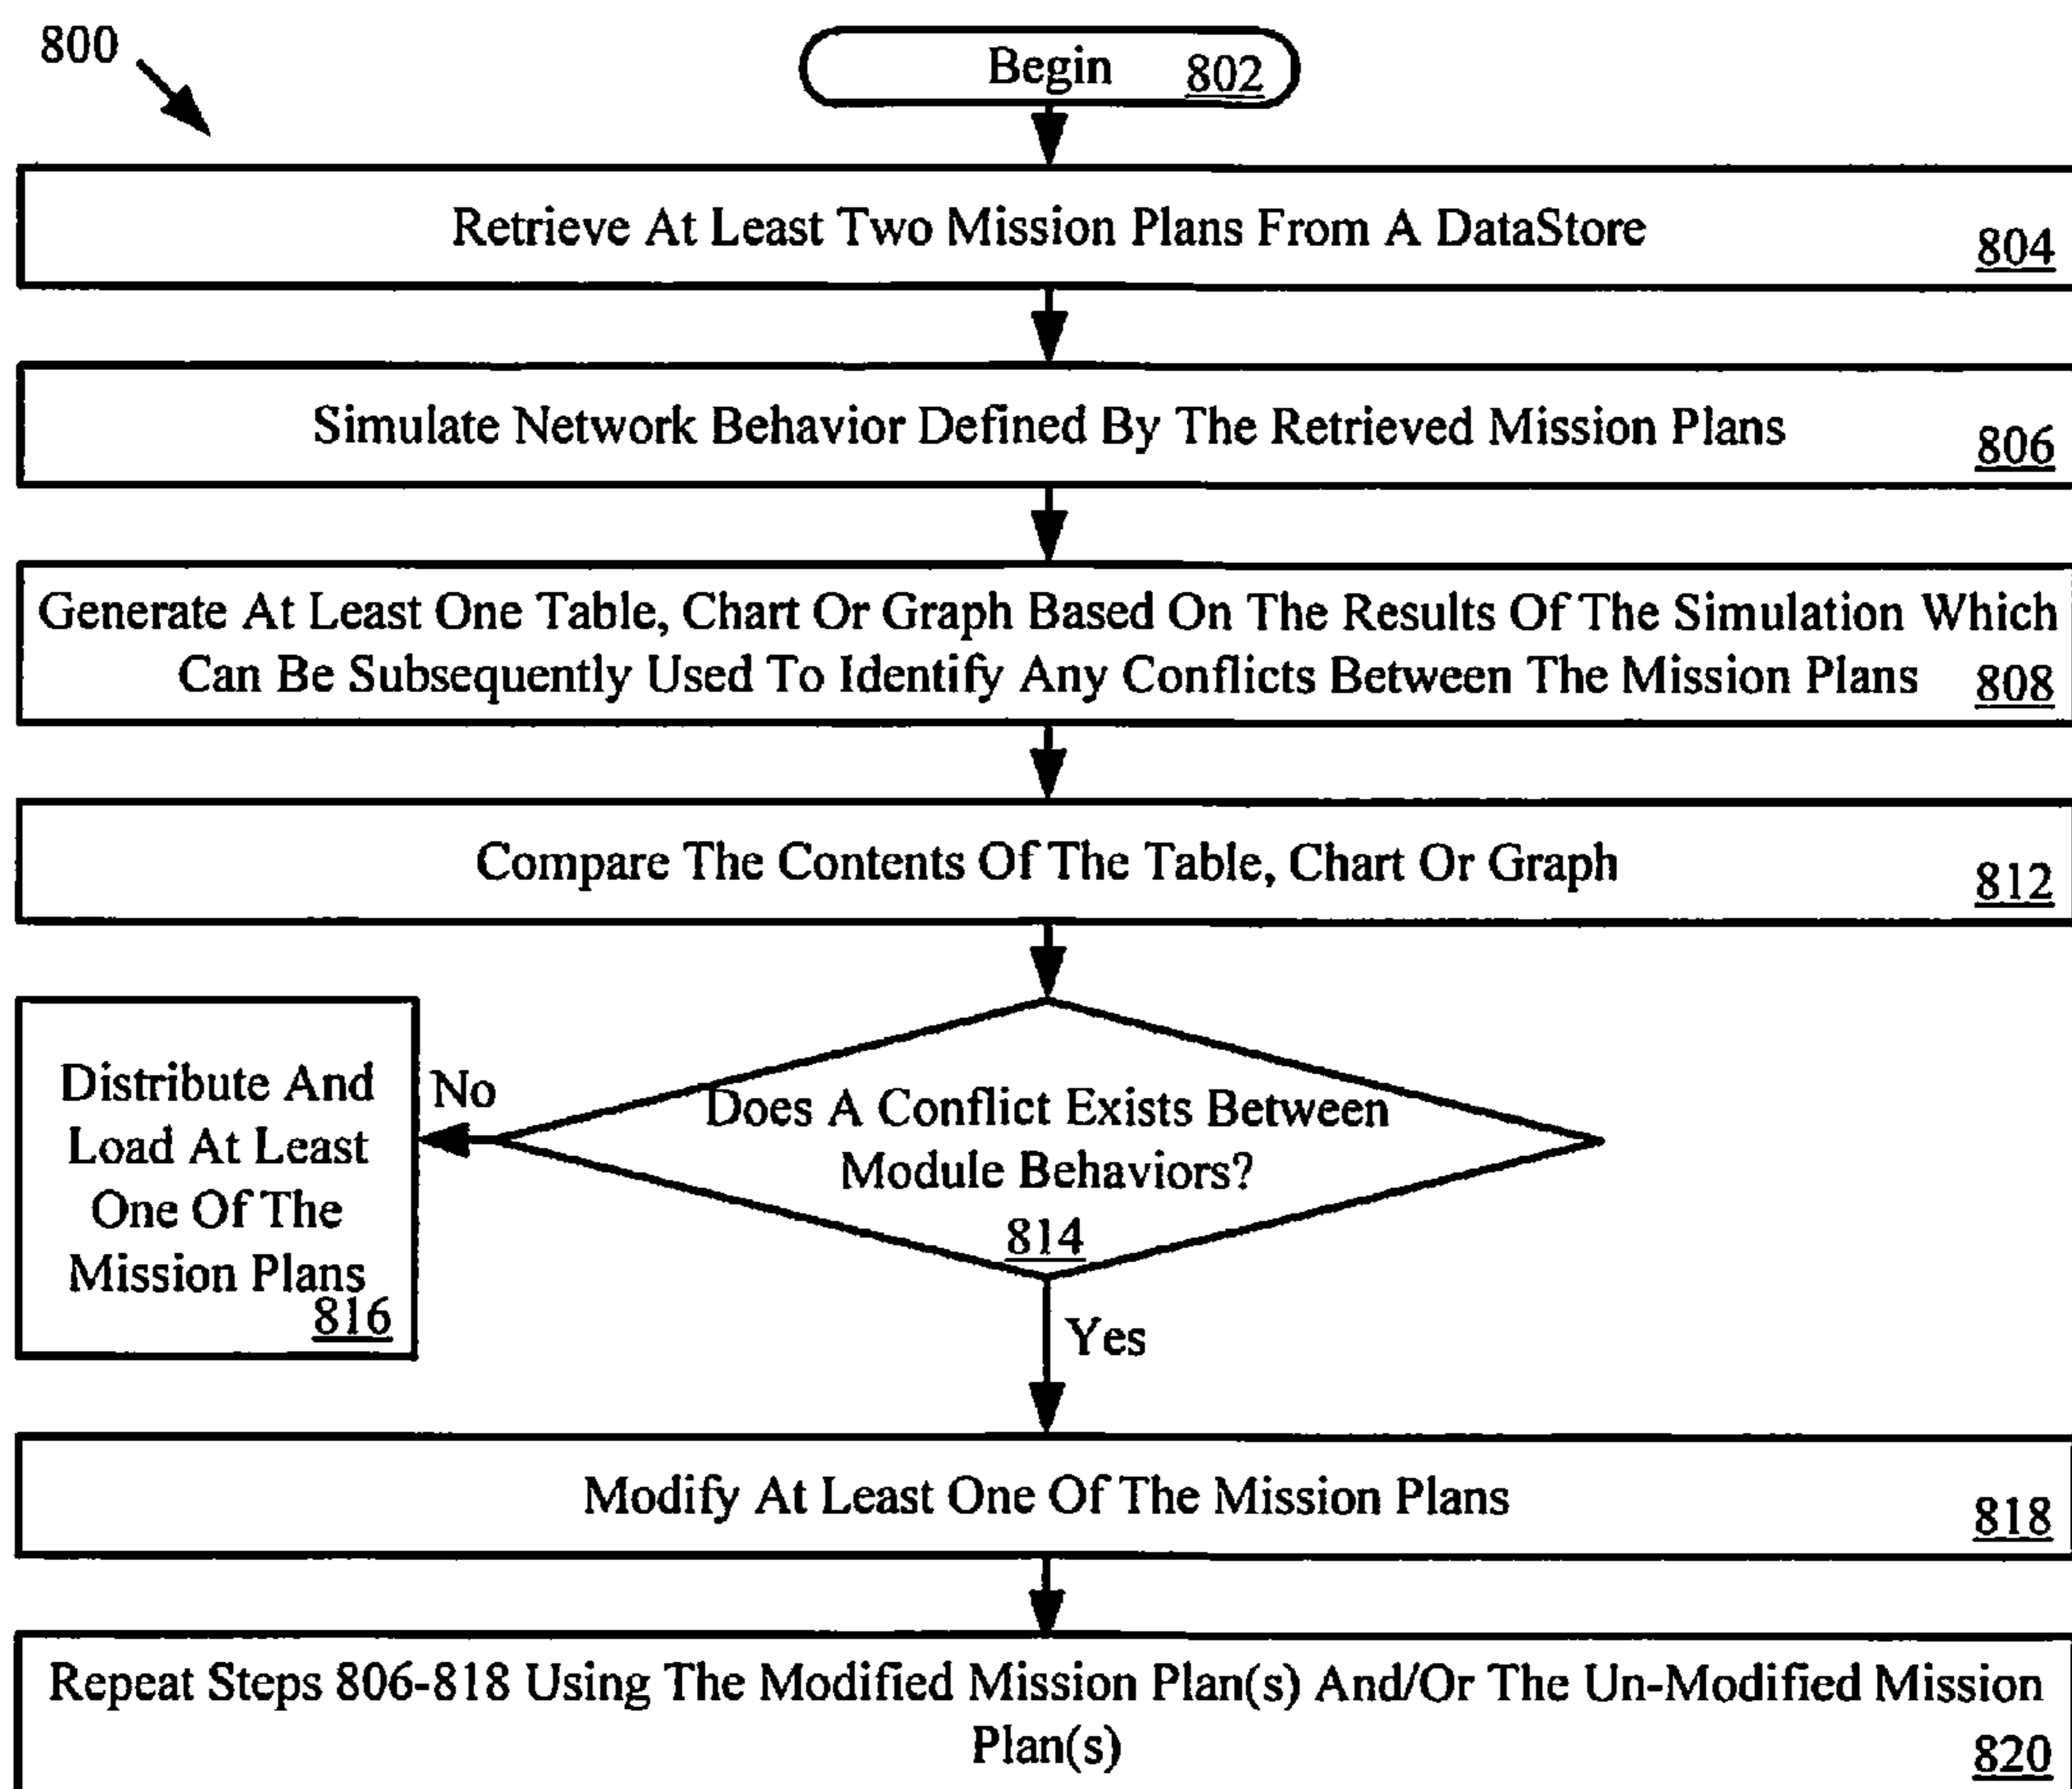 800
Begin 802
Retrieve At Least Two Mission Plans From A DataStore
804
Simulate Network Behavior Defined By The Retrieved Mission Plans
806
Generate At Least One Table, Chart Or Graph Based On The Results Of The Simulation Which
Can Be Subsequently Used To Identify Any Conflicts Between The Mission Plans 808
Compare The Contents Of The Table, Chart Or Graph
812
Does A Conflict Exists Between
Module Behaviors?
814
No
Distribute And
Load At Least
One Of The
Mission Plans
816
Yes
Modify At Least One Of The Mission Plans
818
Repeat Steps 806-818 Using The Modified Mission Plan(s) And/Or The Un-Modified Mission
Plan(s)
820